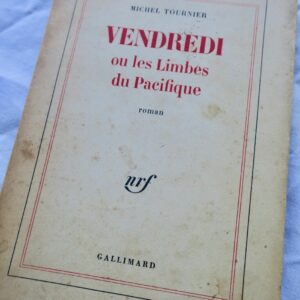 MICHEL TOURNIER
VENDREDI
ou les Limbes
du Pacifique
roman
nrf
GALLIMARD